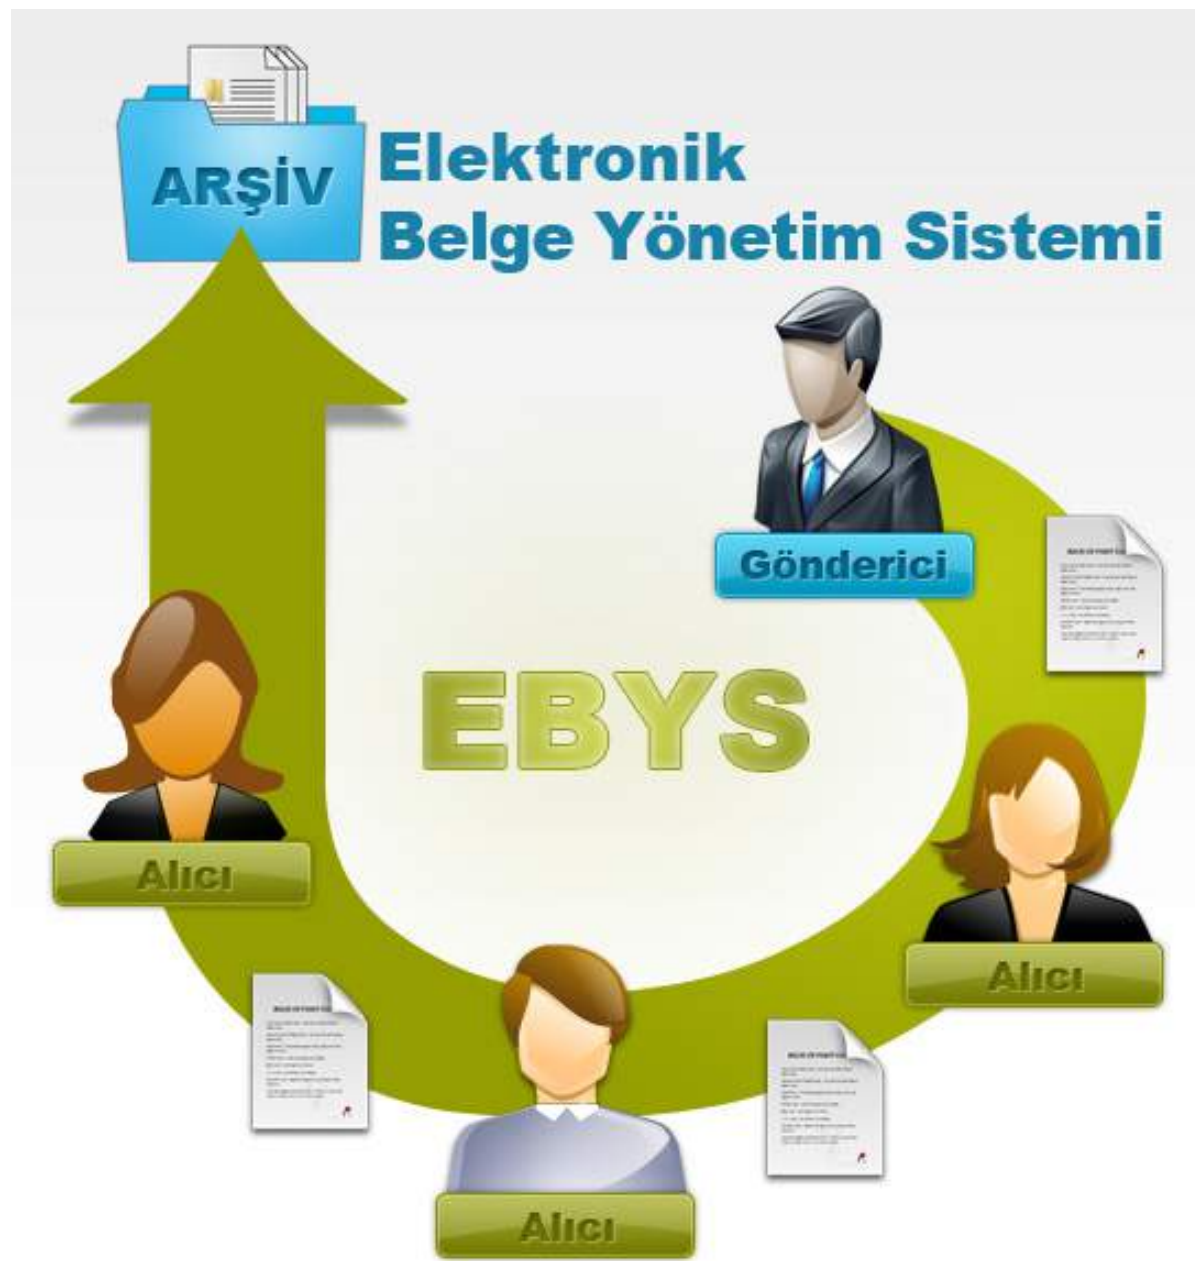 ARŞİV
Elektronik
Belge Yönetim Sistemi
Gönderici
EBYS
Alıcı
Alıcı
Alıcı